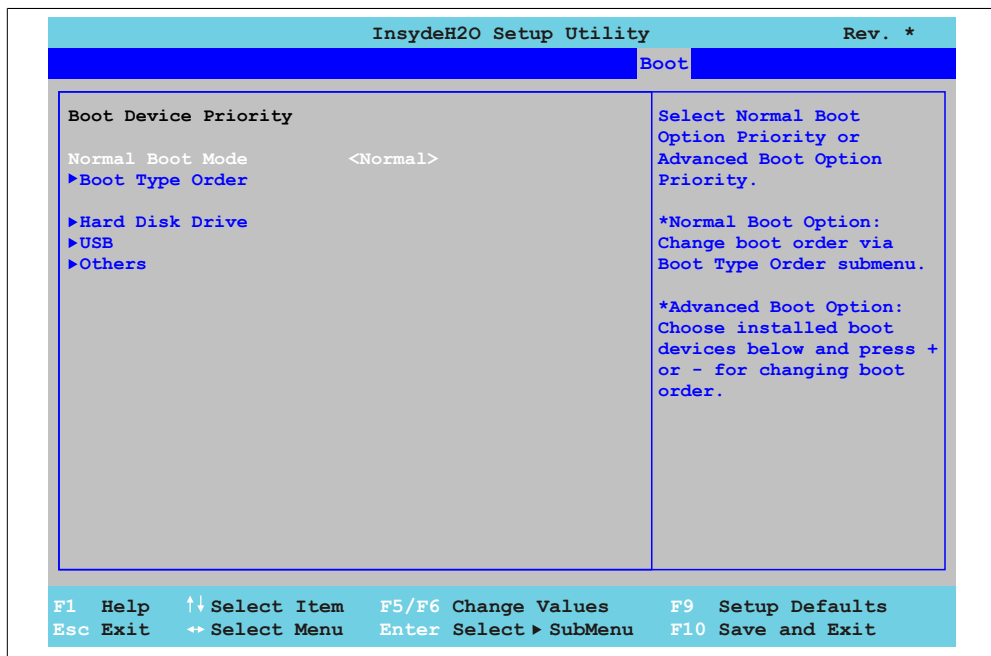 InsydeH2O Setup Utility Rev. *
Boot
Boot Device Priority
Normal Boot Mode <Normal>
▶Boot Type Order
▶Hard Disk Drive
▶USB
▶Others
Select Normal Boot
Option Priority or
Advanced Boot Option
Priority.
*Normal Boot Option:
Change boot order via
Boot Type Order submenu.
*Advanced Boot Option:
Choose installed boot
devices below and press +
or - for changing boot
order.
F1 Help ↑↓ Select Item F5/F6 Change Values F9 Setup Defaults
Esc Exit ↔ Select Menu Enter Select ▶ SubMenu F10 Save and Exit